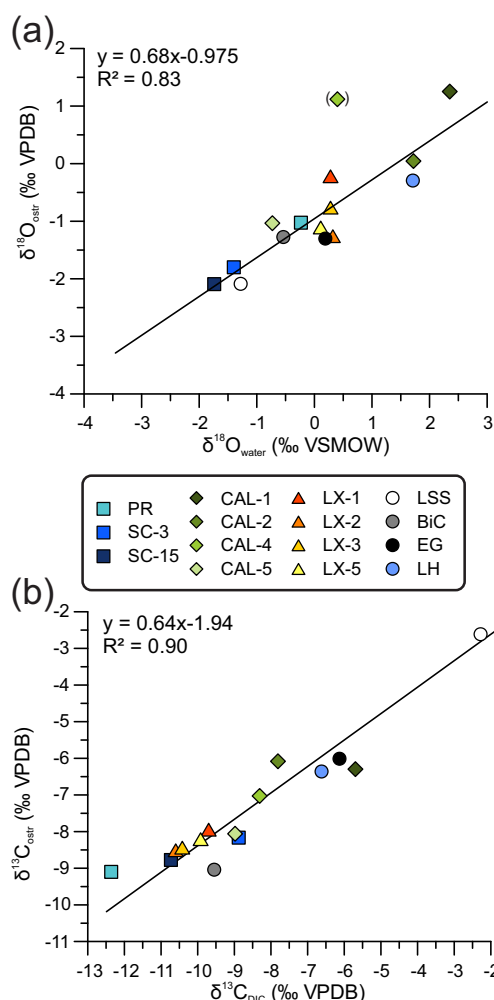 (a)
y = 0.68x-0.975
R² = 0.83
2
1
0
-1
-2
-3
-4
δ¹⁸Oostr (‰ VPDB)
( )
-4 -3 -2 -1 0 1 2 3
δ¹⁸Owater (‰ VSMOW)
PR
SC-3
SC-15
CAL-1
CAL-2
CAL-4
CAL-5
LX-1
LX-2
LX-3
LX-5
LSS
BiC
EG
LH
(b)
y = 0.64x-1.94
R² = 0.90
-2
-3
-4
-5
-6
-7
-8
-9
-10
-11
δ¹³Costr (‰ VPDB)
-13 -12 -11 -10 -9 -8 -7 -6 -5 -4 -3 -2
δ¹³CDIC (‰ VPDB)